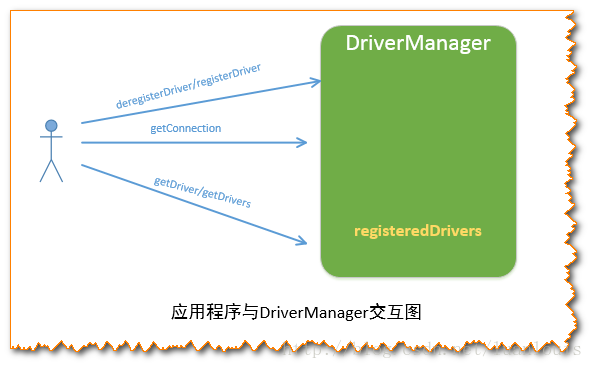 DriverManager
deregisterDriver/registerDriver
getConnection
getDriver/getDrivers
registeredDrivers
应用程序与DriverManager交互图